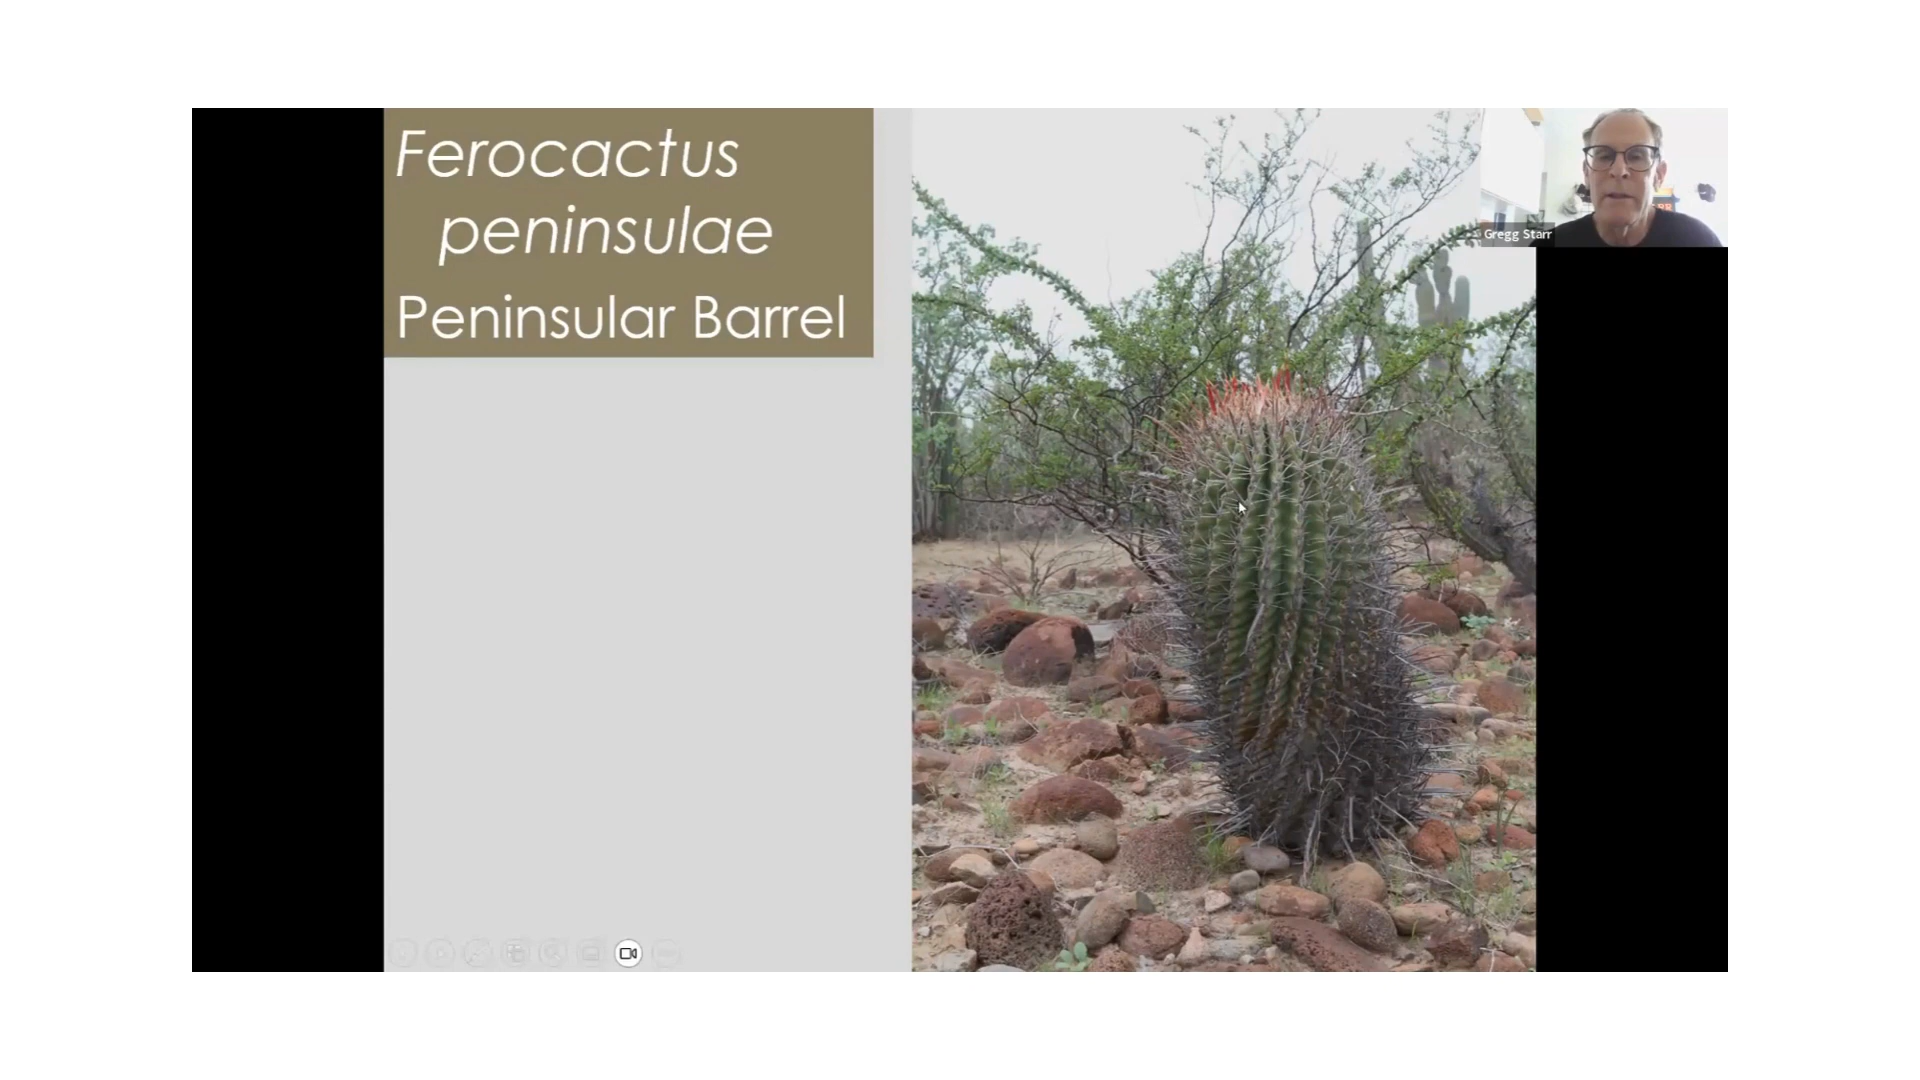 Ferocactus
peninsulae
Peninsular Barrel
Gregg Starr